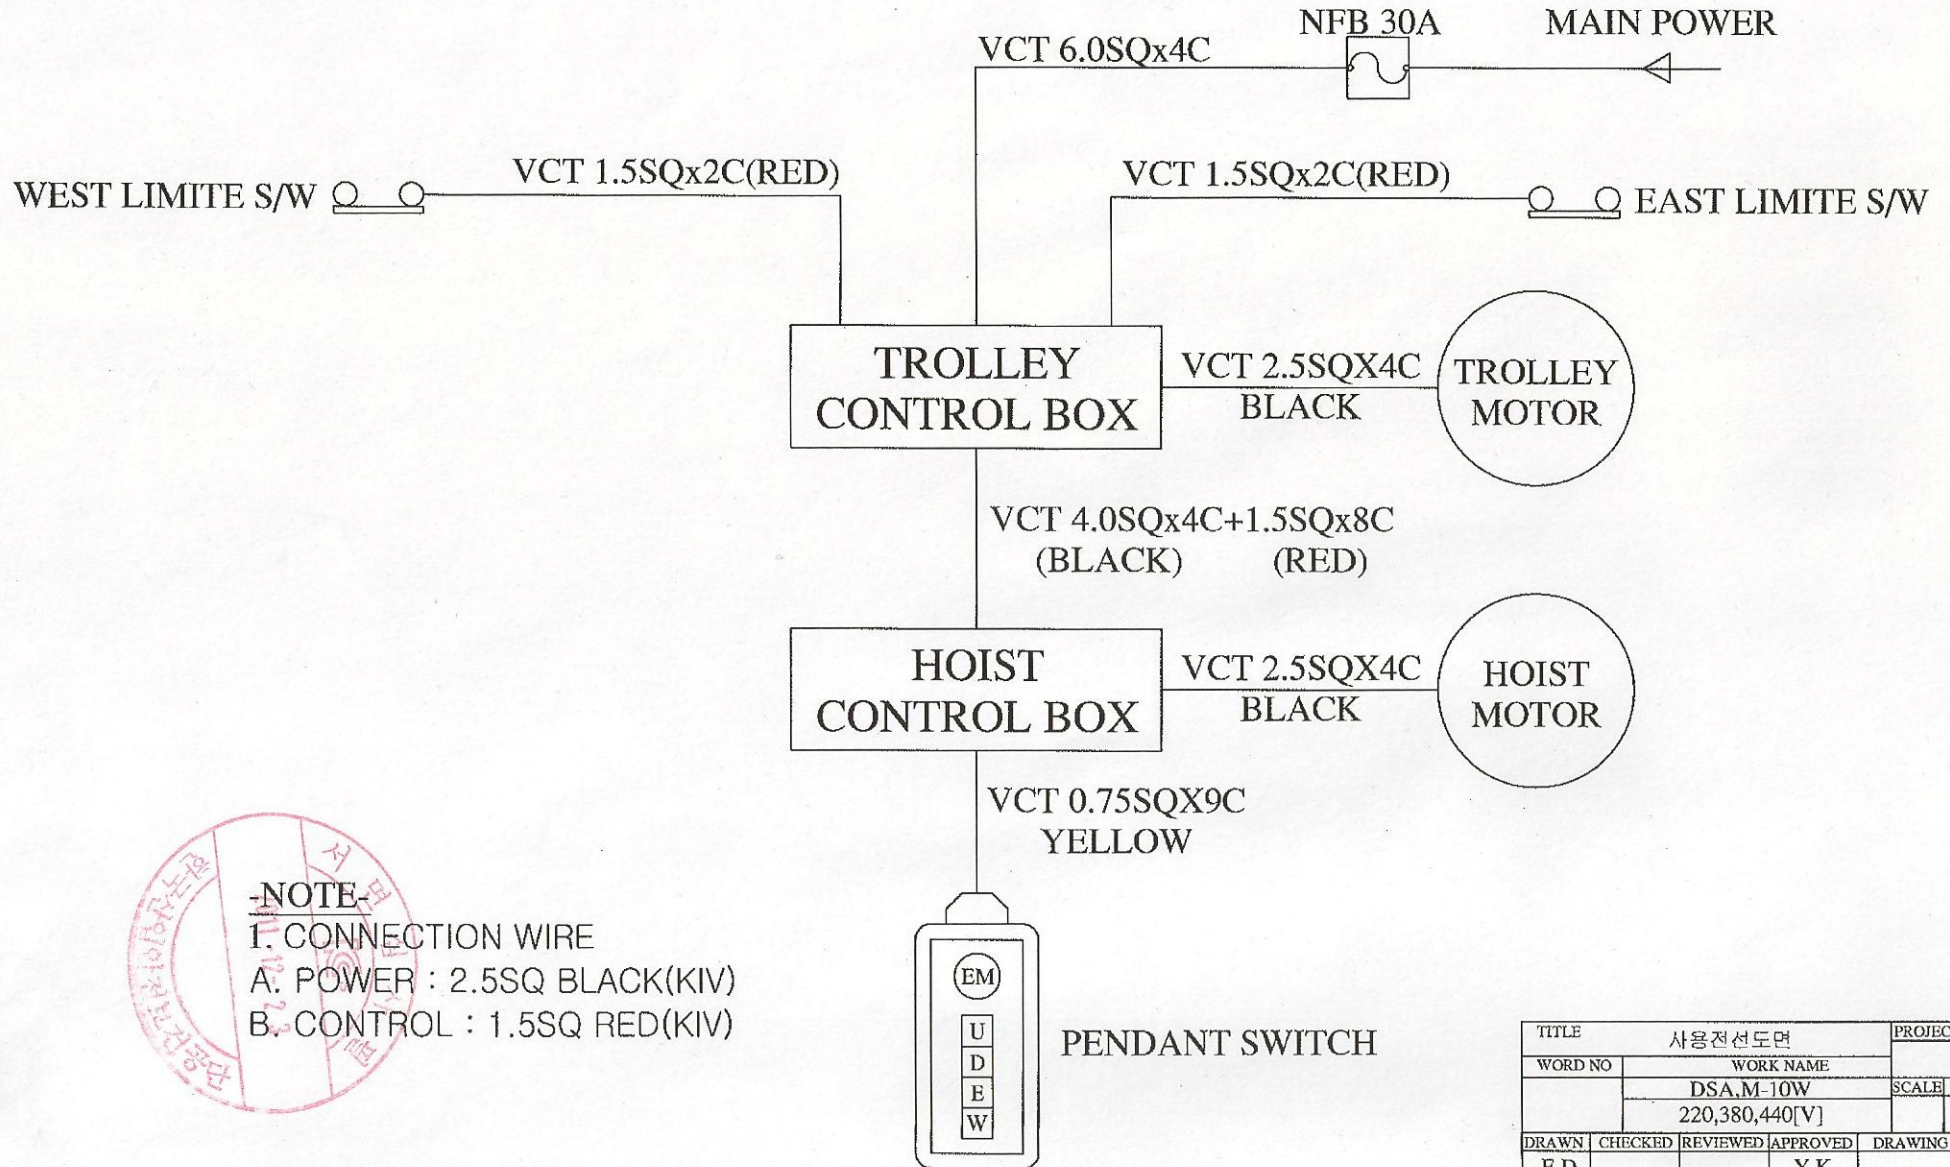 NFB 30A
MAIN POWER
VCT 6.0SQx4C
VCT 1.5SQx2C(RED)
VCT 1.5SQx2C(RED)
WEST LIMITE S/W
EAST LIMITE S/W
TROLLEY
CONTROL BOX
VCT 2.5SQX4C
BLACK
TROLLEY
MOTOR
VCT 4.0SQx4C+1.5SQx8C
(BLACK) (RED)
HOIST
CONTROL BOX
VCT 2.5SQX4C
BLACK
HOIST
MOTOR
VCT 0.75SQX9C
YELLOW
-NOTE-
1. CONNECTION WIRE
A. POWER : 2.5SQ BLACK(KIV)
B. CONTROL : 1.5SQ RED(KIV)
EM
U
D
E
W
PENDANT SWITCH
TITLE 사용전선도면 PROJEC
WORD NO WORK NAME
DSA,M-10W SCALE
220,380,440[V]
DRAWN CHECKED REVIEWED APPROVED DRAWING